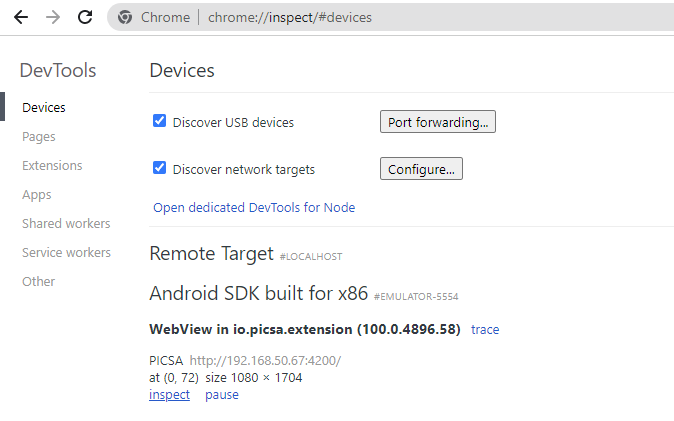 Chrome | chrome://inspect/#devices
DevTools
Devices
Pages
Extensions
Apps
Shared workers
Service workers
Other
Devices
Discover USB devices Port forwarding...
Discover network targets Configure...
Open dedicated DevTools for Node
Remote Target #LOCALHOST
Android SDK built for x86 #EMULATOR-5554
WebView in io.picsa.extension (100.0.4896.58) trace
PICSA http://192.168.50.67:4200/
at (0, 72) size 1080 × 1704
inspect pause